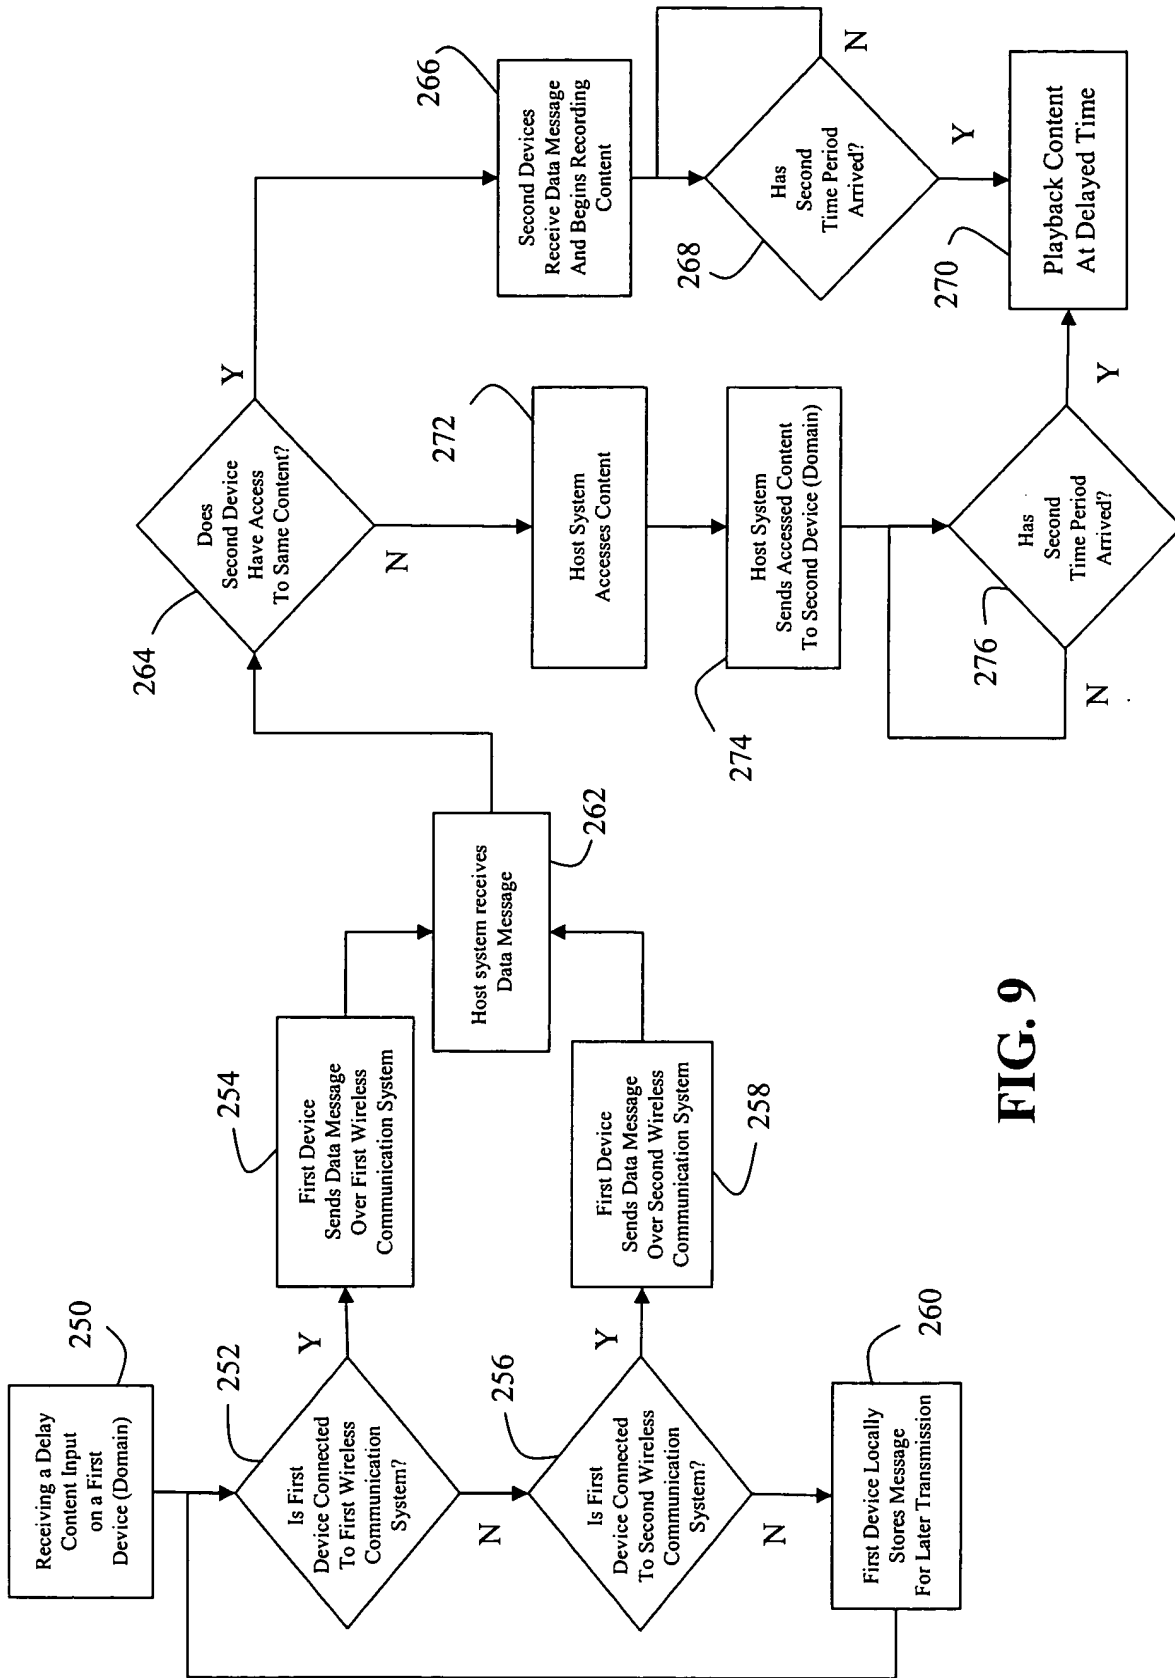 250
Receiving a Delay
Content Input
on a First
Device (Domain)
252
Is First
Device Connected
To First Wireless
Communication
System?
Y
N
254
First Device
Sends Data Message
Over First Wireless
Communication System
256
Is First
Device Connected
To Second Wireless
Communication
System?
Y
N
258
First Device
Sends Data Message
Over Second Wireless
Communication System
260
First Device Locally
Stores Message
For Later Transmission
262
Host system receives
Data Message
264
Does
Second Device
Have Access
To Same Content?
Y
N
266
Second Devices
Receive Data Message
And Begins Recording
Content
268
Has
Second
Time Period
Arrived?
N
Y
270
Playback Content
At Delayed Time
272
Host System
Accesses Content
274
Host System
Sends Accessed Content
To Second Device (Domain)
276
Has
Second
Time Period
Arrived?
Y
N
FIG. 9